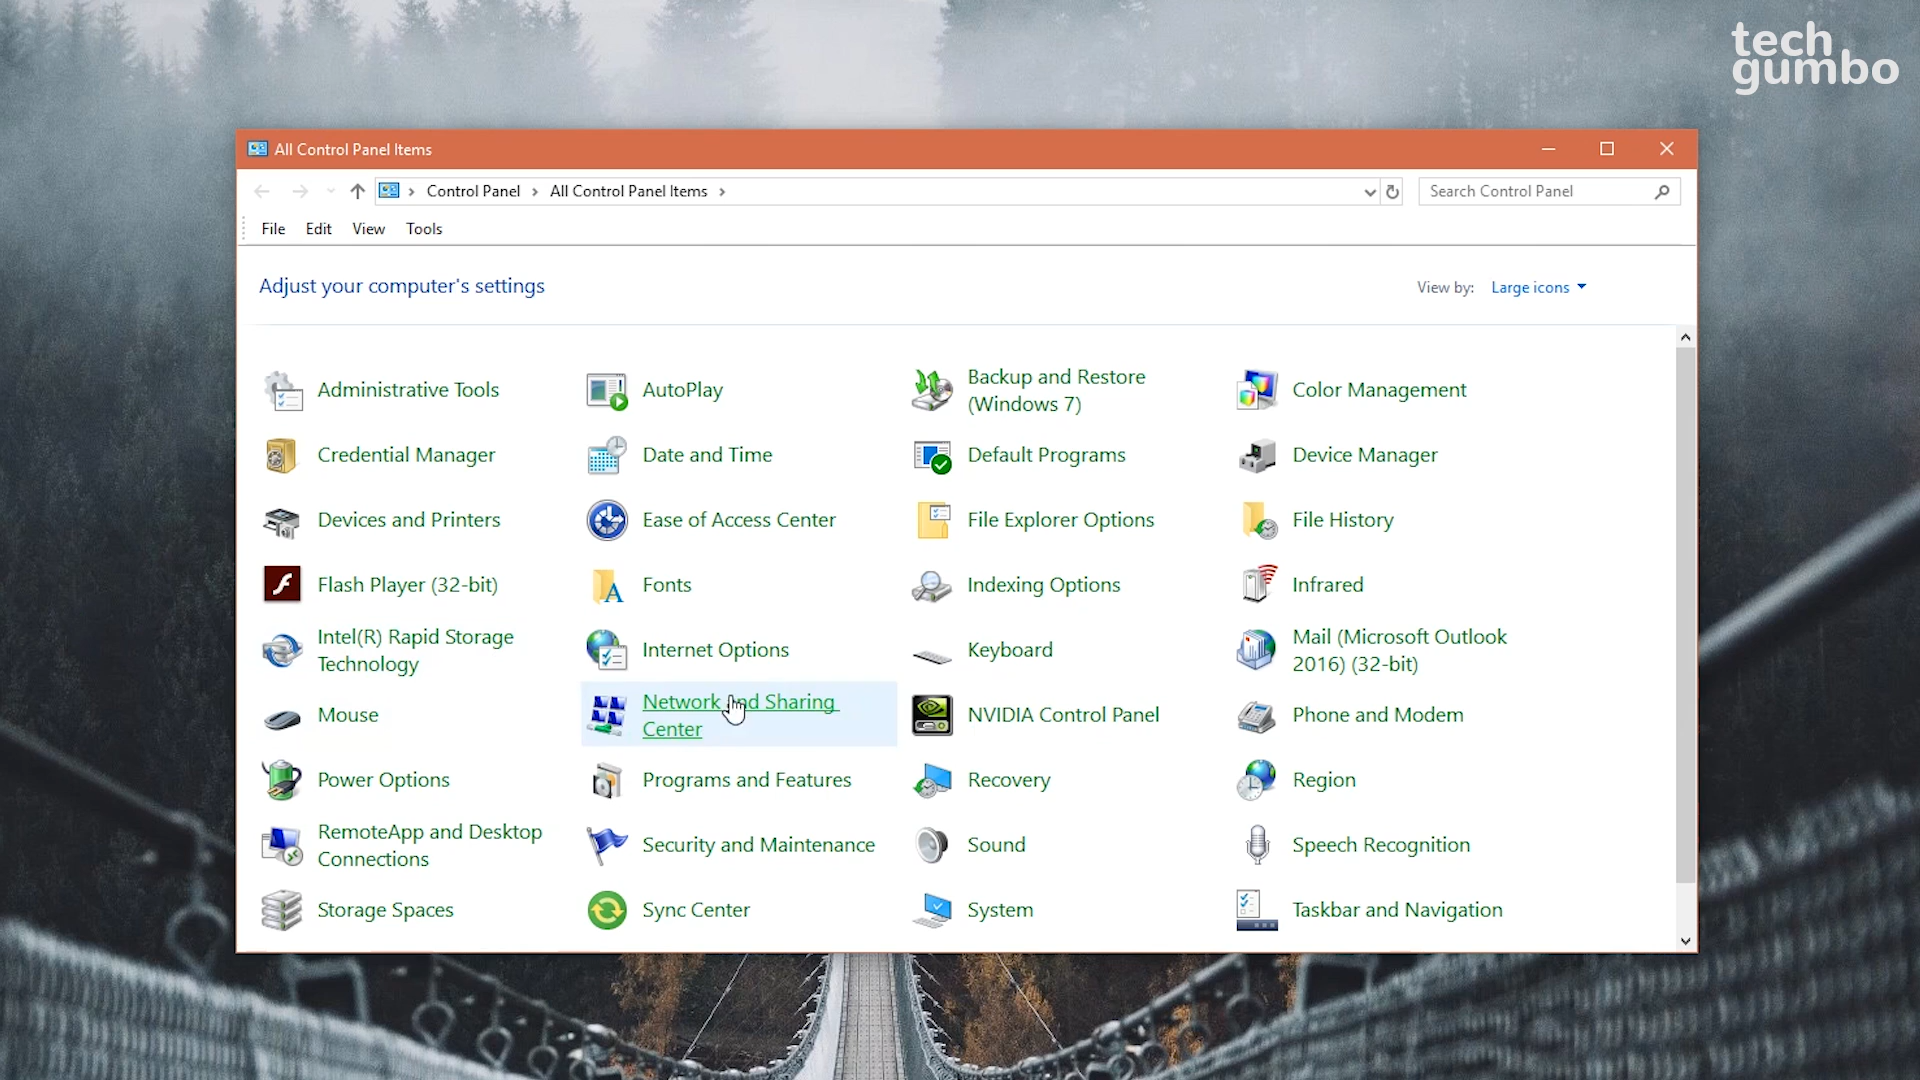 tech
gumbo
All Control Panel Items
Control Panel
All Control Panel Items
Search Control Panel
File
Edit
View
Tools
Adjust your computer's settings
View by:
Large icons
Administrative Tools
AutoPlay
Backup and Restore
(Windows 7)
Color Management
Credential Manager
Date and Time
Default Programs
Device Manager
Devices and Printers
Ease of Access Center
File Explorer Options
File History
Flash Player (32-bit)
Fonts
Indexing Options
Infrared
Intel(R) Rapid Storage
Technology
Internet Options
Keyboard
Mail (Microsoft Outlook
2016) (32-bit)
Mouse
Network and Sharing
Center
NVIDIA Control Panel
Phone and Modem
Power Options
Programs and Features
Recovery
Region
RemoteApp and Desktop
Connections
Security and Maintenance
Sound
Speech Recognition
Storage Spaces
Sync Center
System
Taskbar and Navigation